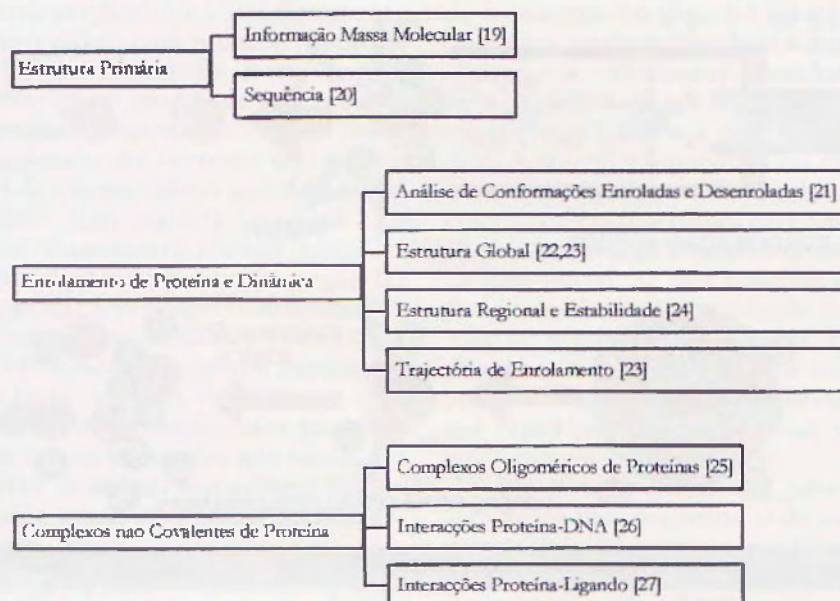 Estrutura Primária
Informação Massa Molecular [19]
Sequência [20]
Enrolamento de Proteína e Dinâmica
Análise de Conformações Enroladas e Desenroladas [21]
Estrutura Global [22,23]
Estrutura Regional e Estabilidade [24]
Trajectória de Enrolamento [23]
Complexos nao Covalentes de Proteína
Complexos Oligoméricos de Proteínas [25]
Interacções Proteína-DNA [26]
Interacções Proteína-Ligando [27]